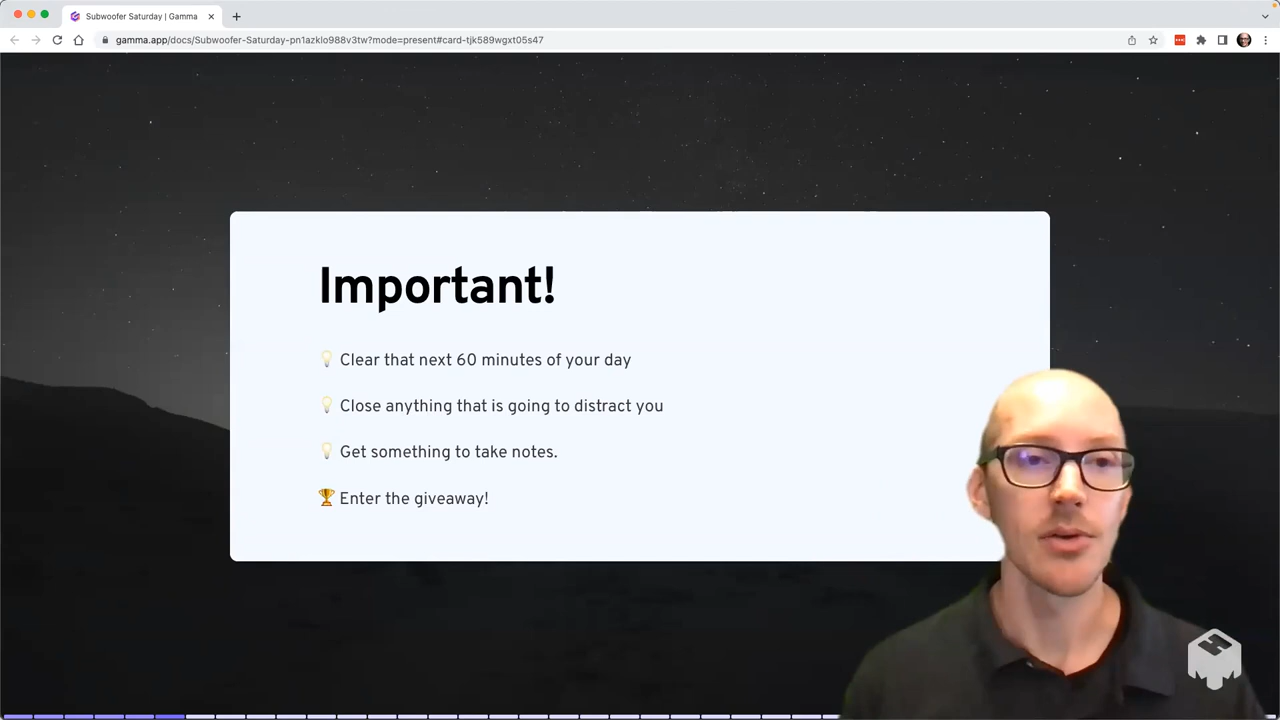 Subwoofer Saturday | Gamma
gamma.app/docs/Subwoofer-Saturday-pn1azklo988v3tw?mode=present#card-tjk589wgxt05s47
Important!
Clear that next 60 minutes of your day
Close anything that is going to distract you
Get something to take notes.
Enter the giveaway!